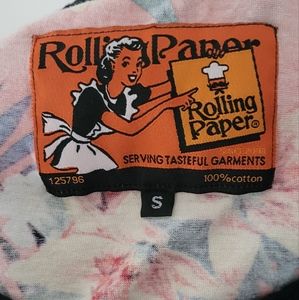 Rolling Paper
Rolling
Paper®
SERVING TASTEFUL GARMENTS
125796
100%cotton
S